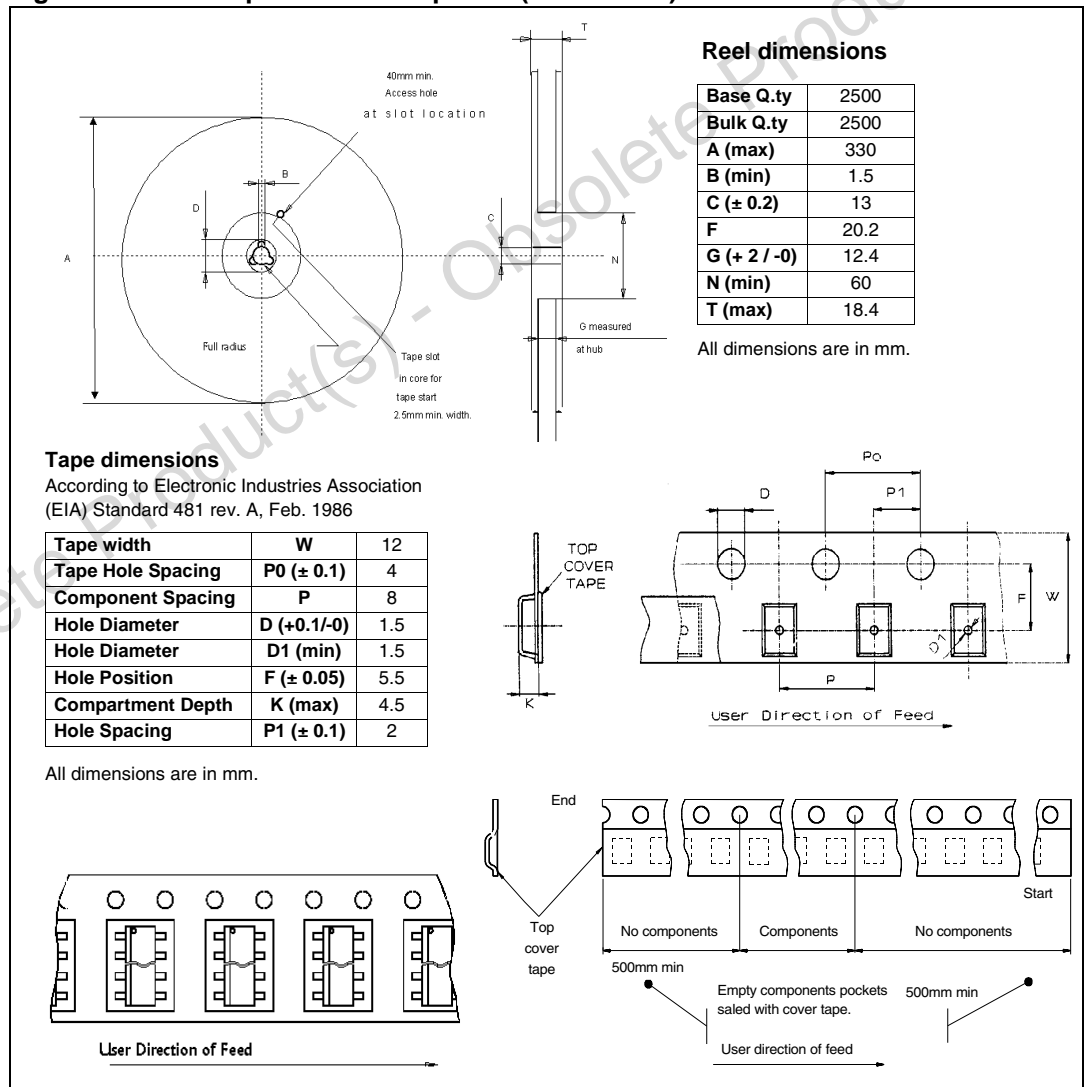 T
Reel dimensions
40mm min.
Access hole
at slot location
Base Q.ty 2500
Bulk Q.ty 2500
A (max) 330
B (min) 1.5
C (± 0.2) 13
F 20.2
G (+ 2 / -0) 12.4
N (min) 60
T (max) 18.4
All dimensions are in mm.
B
D
C
A
N
G measured
at hub
Full radius
Tape slot
in core for
tape start
2.5mm min. width.
Tape dimensions
According to Electronic Industries Association
(EIA) Standard 481 rev. A, Feb. 1986
Tape width W 12
Tape Hole Spacing P0 (± 0.1) 4
Component Spacing P 8
Hole Diameter D (+0.1/-0) 1.5
Hole Diameter D1 (min) 1.5
Hole Position F (± 0.05) 5.5
Compartment Depth K (max) 4.5
Hole Spacing P1 (± 0.1) 2
All dimensions are in mm.
Po
D
P1
TOP
COVER
TAPE
F
W
D1
P
K
User Direction of Feed
End
Start
Top
cover
tape
No components
Components
No components
500mm min
Empty components pockets
saled with cover tape.
500mm min
User direction of feed
User Direction of Feed
Product(s) - Obsolete Produc